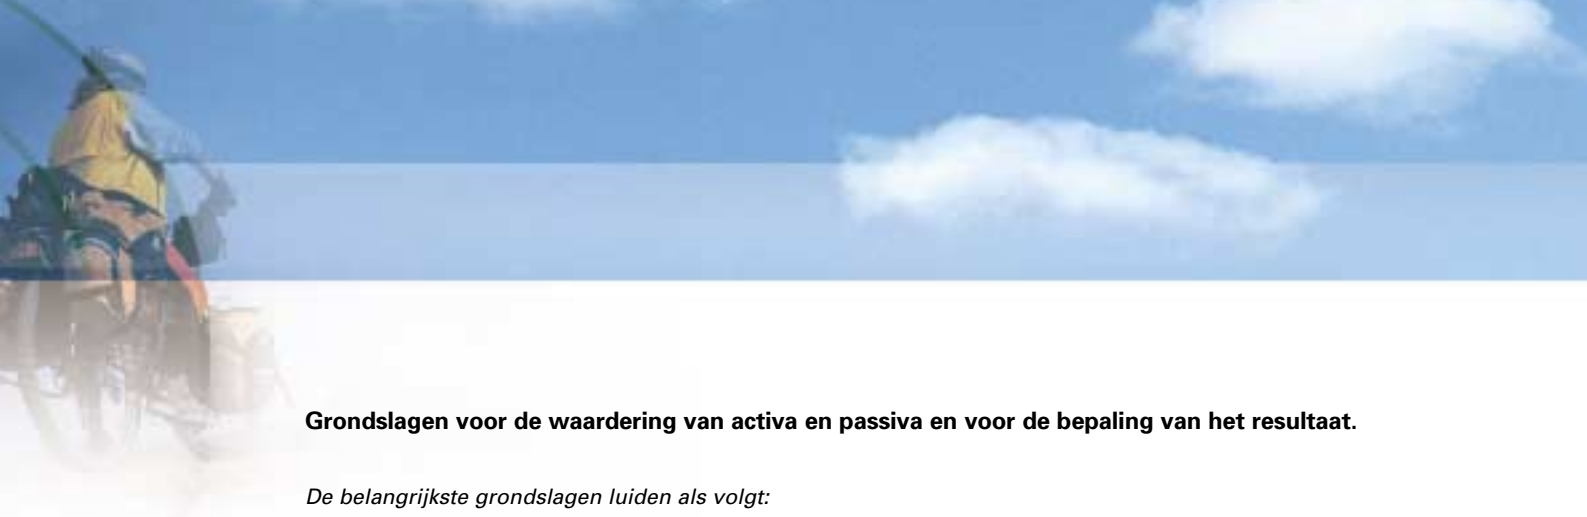 Grondslagen voor de waardering van activa en passiva en voor de bepaling van het resultaat.
De belangrijkste grondslagen luiden als volgt: